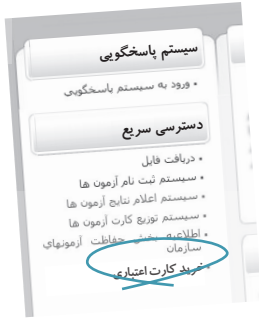 سیستم پاسخگویی
• ورود به سیستم پاسخگویی
دسترسی سریع
• دریافت فایل
• سیستم ثبت نام آزمون ها
• سیستم اعلام نتایج آزمون ها
• سیستم توزیع کارت آزمون ها
• اطلاعیه بخش حفاظت آزمونهای
سازمان
• خرید کارت اعتباری